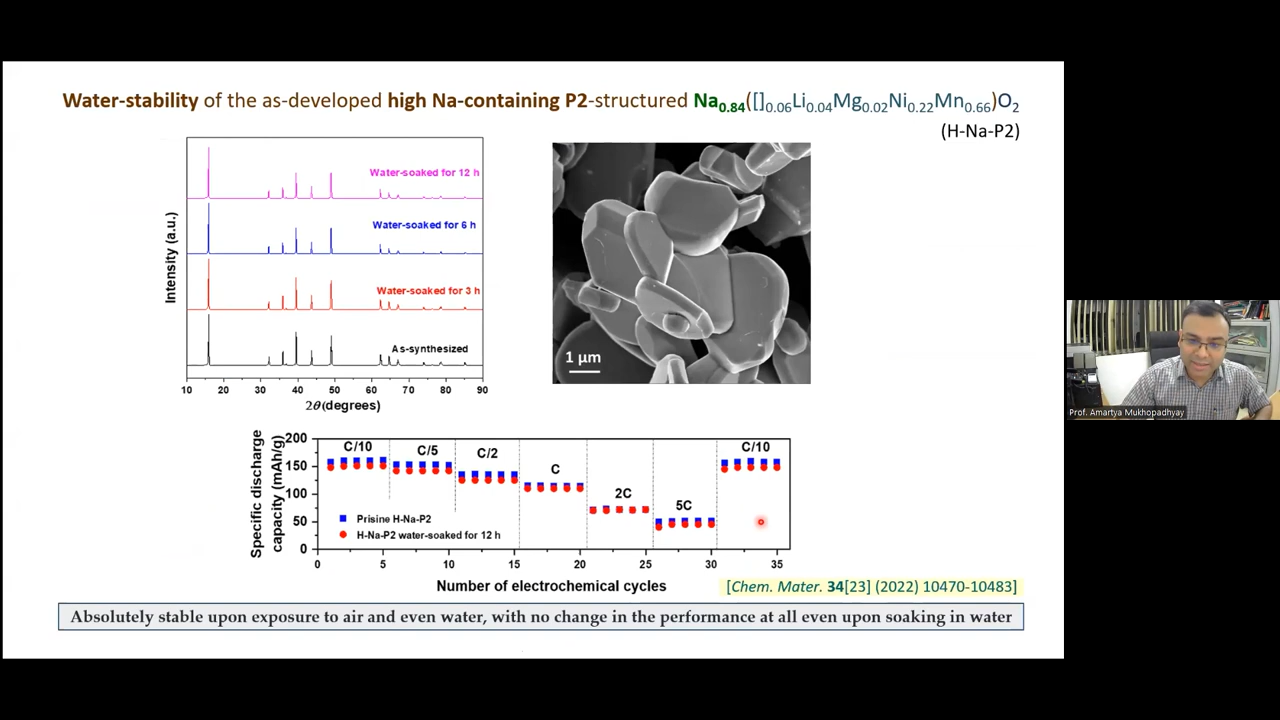 Water-stability of the as-developed high Na-containing P2-structured Na0.84([]0.06Li0.04Mg0.02Ni0.22Mn0.66)O2
(H-Na-P2)
Intensity (a.u.)
Water-soaked for 12 h
Water-soaked for 6 h
Water-soaked for 3 h
As-synthesized
10 20 30 40 50 60 70 80 90
2θ(degrees)
1 μm
Prof. Amartya Mukhopadhyay
Specific discharge
capacity (mAh/g)
200
150
100
50
0
C/10
C/5
C/2
C
2C
5C
C/10
Prisine H-Na-P2
H-Na-P2 water-soaked for 12 h
0 5 10 15 20 25 30 35
Number of electrochemical cycles
[Chem. Mater. 34[23] (2022) 10470-10483]
Absolutely stable upon exposure to air and even water, with no change in the performance at all even upon soaking in water